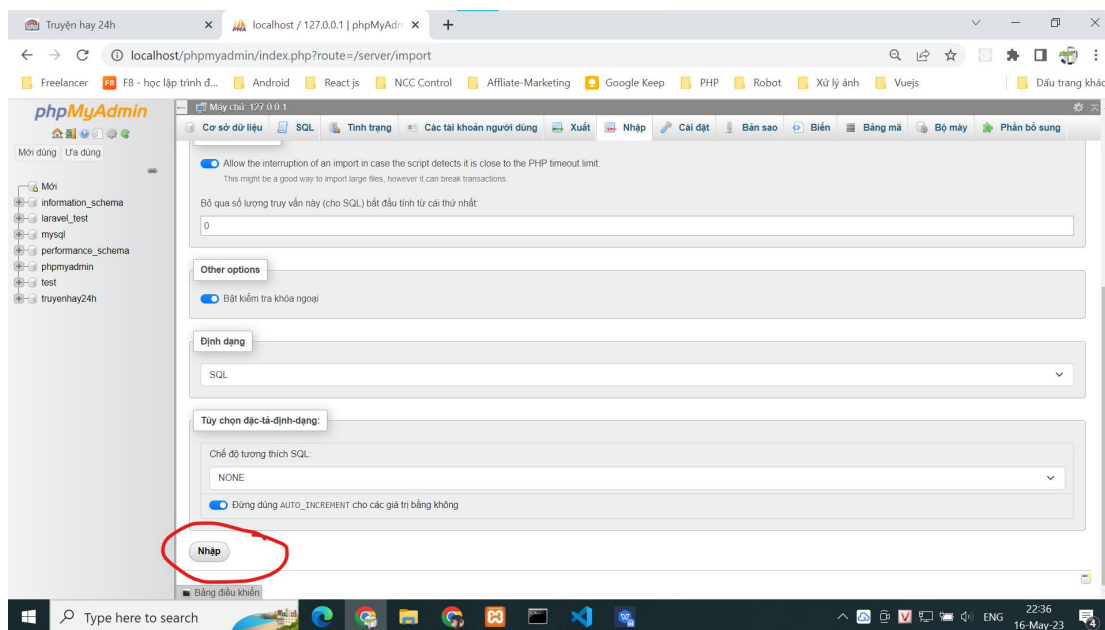 Truyện hay 24h
localhost / 127.0.0.1 | phpMyAdm
localhost/phpmyadmin/index.php?route=/server/import
Freelancer F8 F8 - học lập trình đ... Android React js NCC Control Affliate-Marketing Google Keep PHP Robot Xử lý ảnh Vuejs Dấu trang khác
phpMyAdmin
Mới dùng Ưa dùng
Mới
information_schema
laravel_test
mysql
performance_schema
phpmyadmin
test
truyenhay24h
Máy chủ: 127.0.0.1
Cơ sở dữ liệu SQL Tình trạng Các tài khoản người dùng Xuất Nhập Cài đặt Bản sao Biến Bảng mã Bộ máy Phần bổ sung
Allow the interruption of an import in case the script detects it is close to the PHP timeout limit.
This might be a good way to import large files, however it can break transactions.
Bỏ qua số lượng truy vấn này (cho SQL) bắt đầu tính từ cái thứ nhất:
0
Other options
Bật kiểm tra khóa ngoại
Định dạng
SQL
Tùy chọn đặc-tả-định-dạng:
Chế độ tương thích SQL:
NONE
Đừng dùng AUTO_INCREMENT cho các giá trị bằng không
Nhập
Bảng điều khiển
Type here to search
ENG
22:36
16-May-23
4